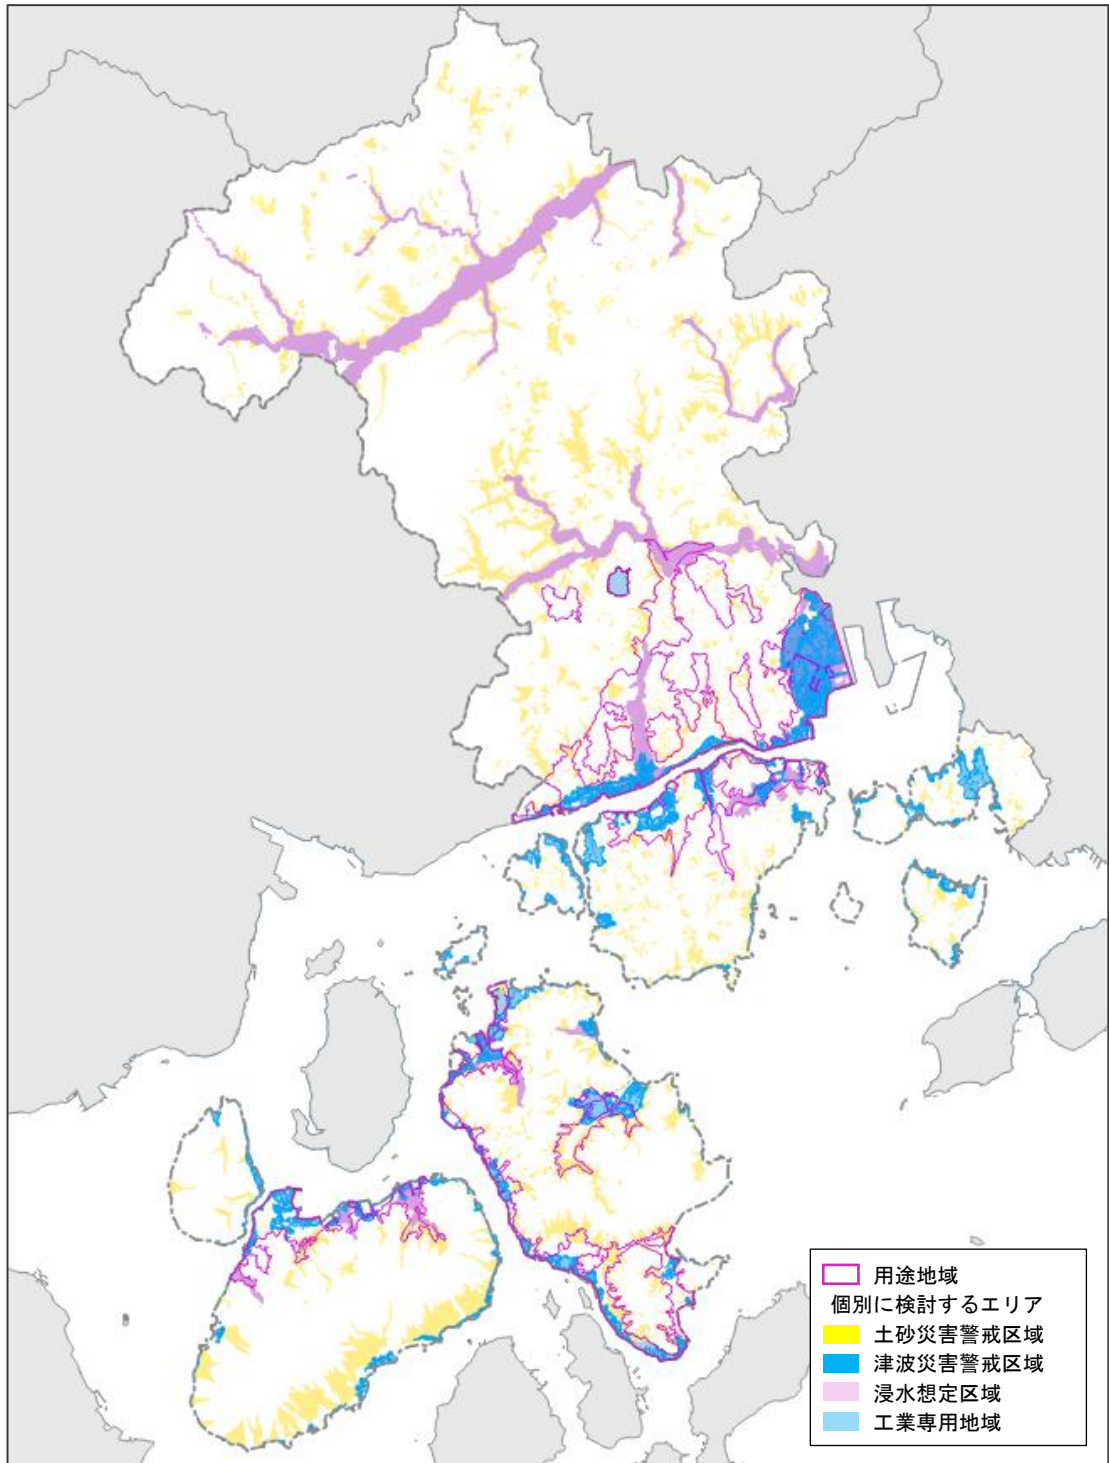 用途地域
個別に検討するエリア
土砂災害警戒区域
津波災害警戒区域
浸水想定区域
工業専用地域